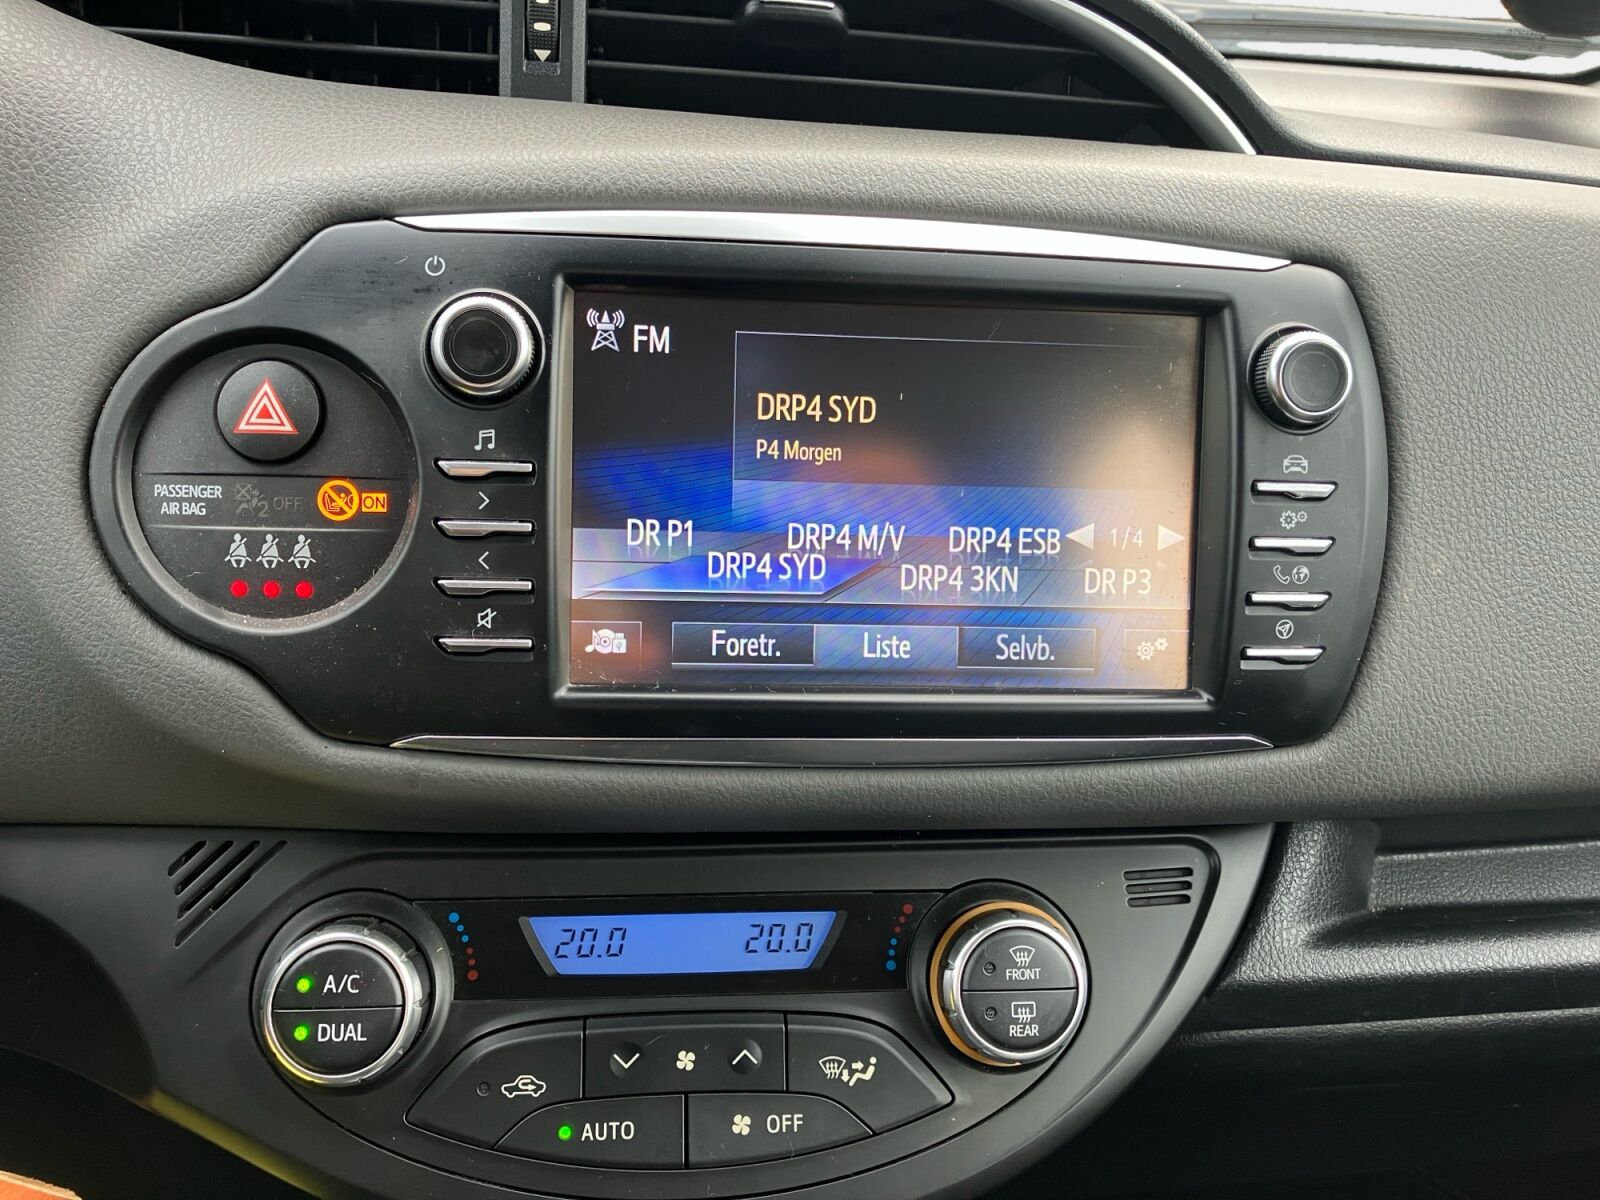 FM
DRP4 SYD
P4 Morgen
PASSENGER
AIR BAG
2 OFF
ON
DR P1 DRP4 M/V DRP4 ESB 1/4
DRP4 SYD DRP4 3KN DR P3
Foretr. Liste Selvb.
20.0 20.0
A/C
DUAL
FRONT
REAR
AUTO
OFF